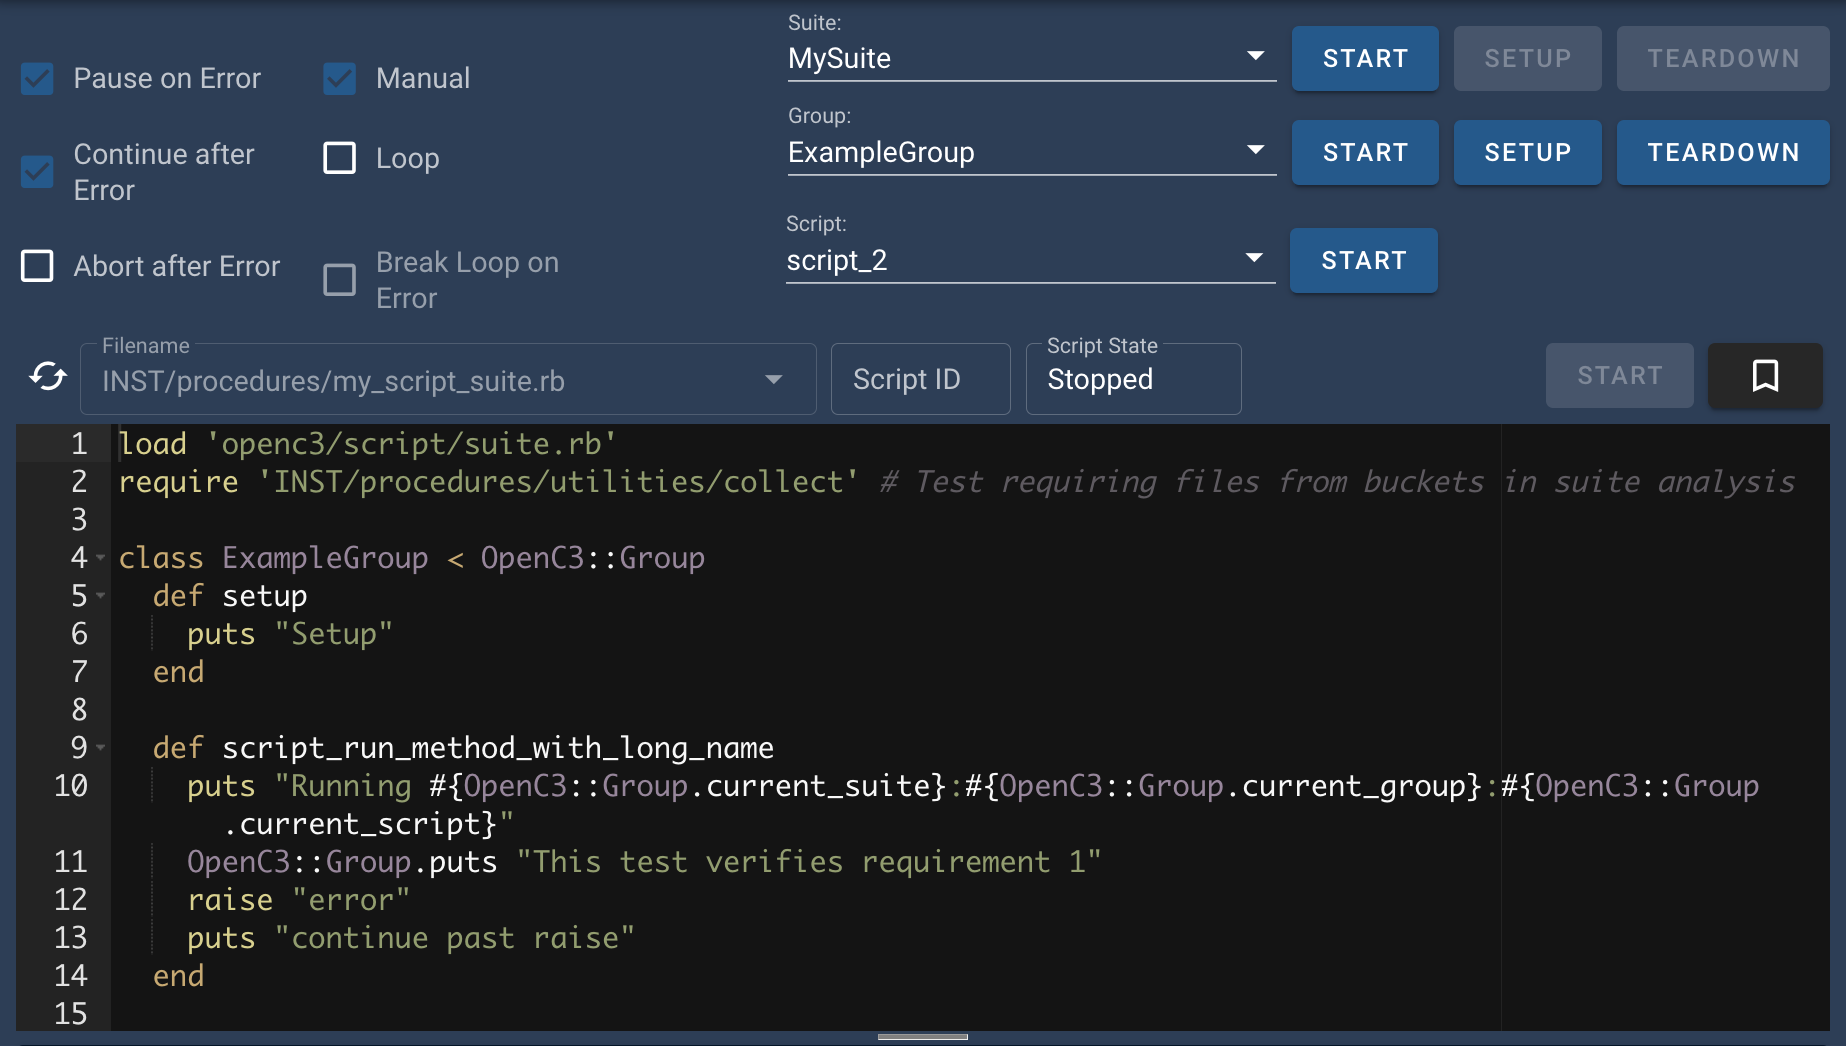 Pause on Error
Manual
Continue after
Error
Loop
Abort after Error
Break Loop on
Error
Suite:
MySuite
START
SETUP
TEARDOWN
Group:
ExampleGroup
START
SETUP
TEARDOWN
Script:
script_2
START
Filename
INST/procedures/my_script_suite.rb
Script ID
Script State
Stopped
START
1 load 'openc3/script/suite.rb'
2 require 'INST/procedures/utilities/collect' # Test requiring files from buckets in suite analysis
3
4 class ExampleGroup < OpenC3::Group
5   def setup
6     puts "Setup"
7   end
8
9   def script_run_method_with_long_name
10     puts "Running #{OpenC3::Group.current_suite}:#{OpenC3::Group.current_group}:#{OpenC3::Group
.current_script}"
11     OpenC3::Group.puts "This test verifies requirement 1"
12     raise "error"
13     puts "continue past raise"
14   end
15